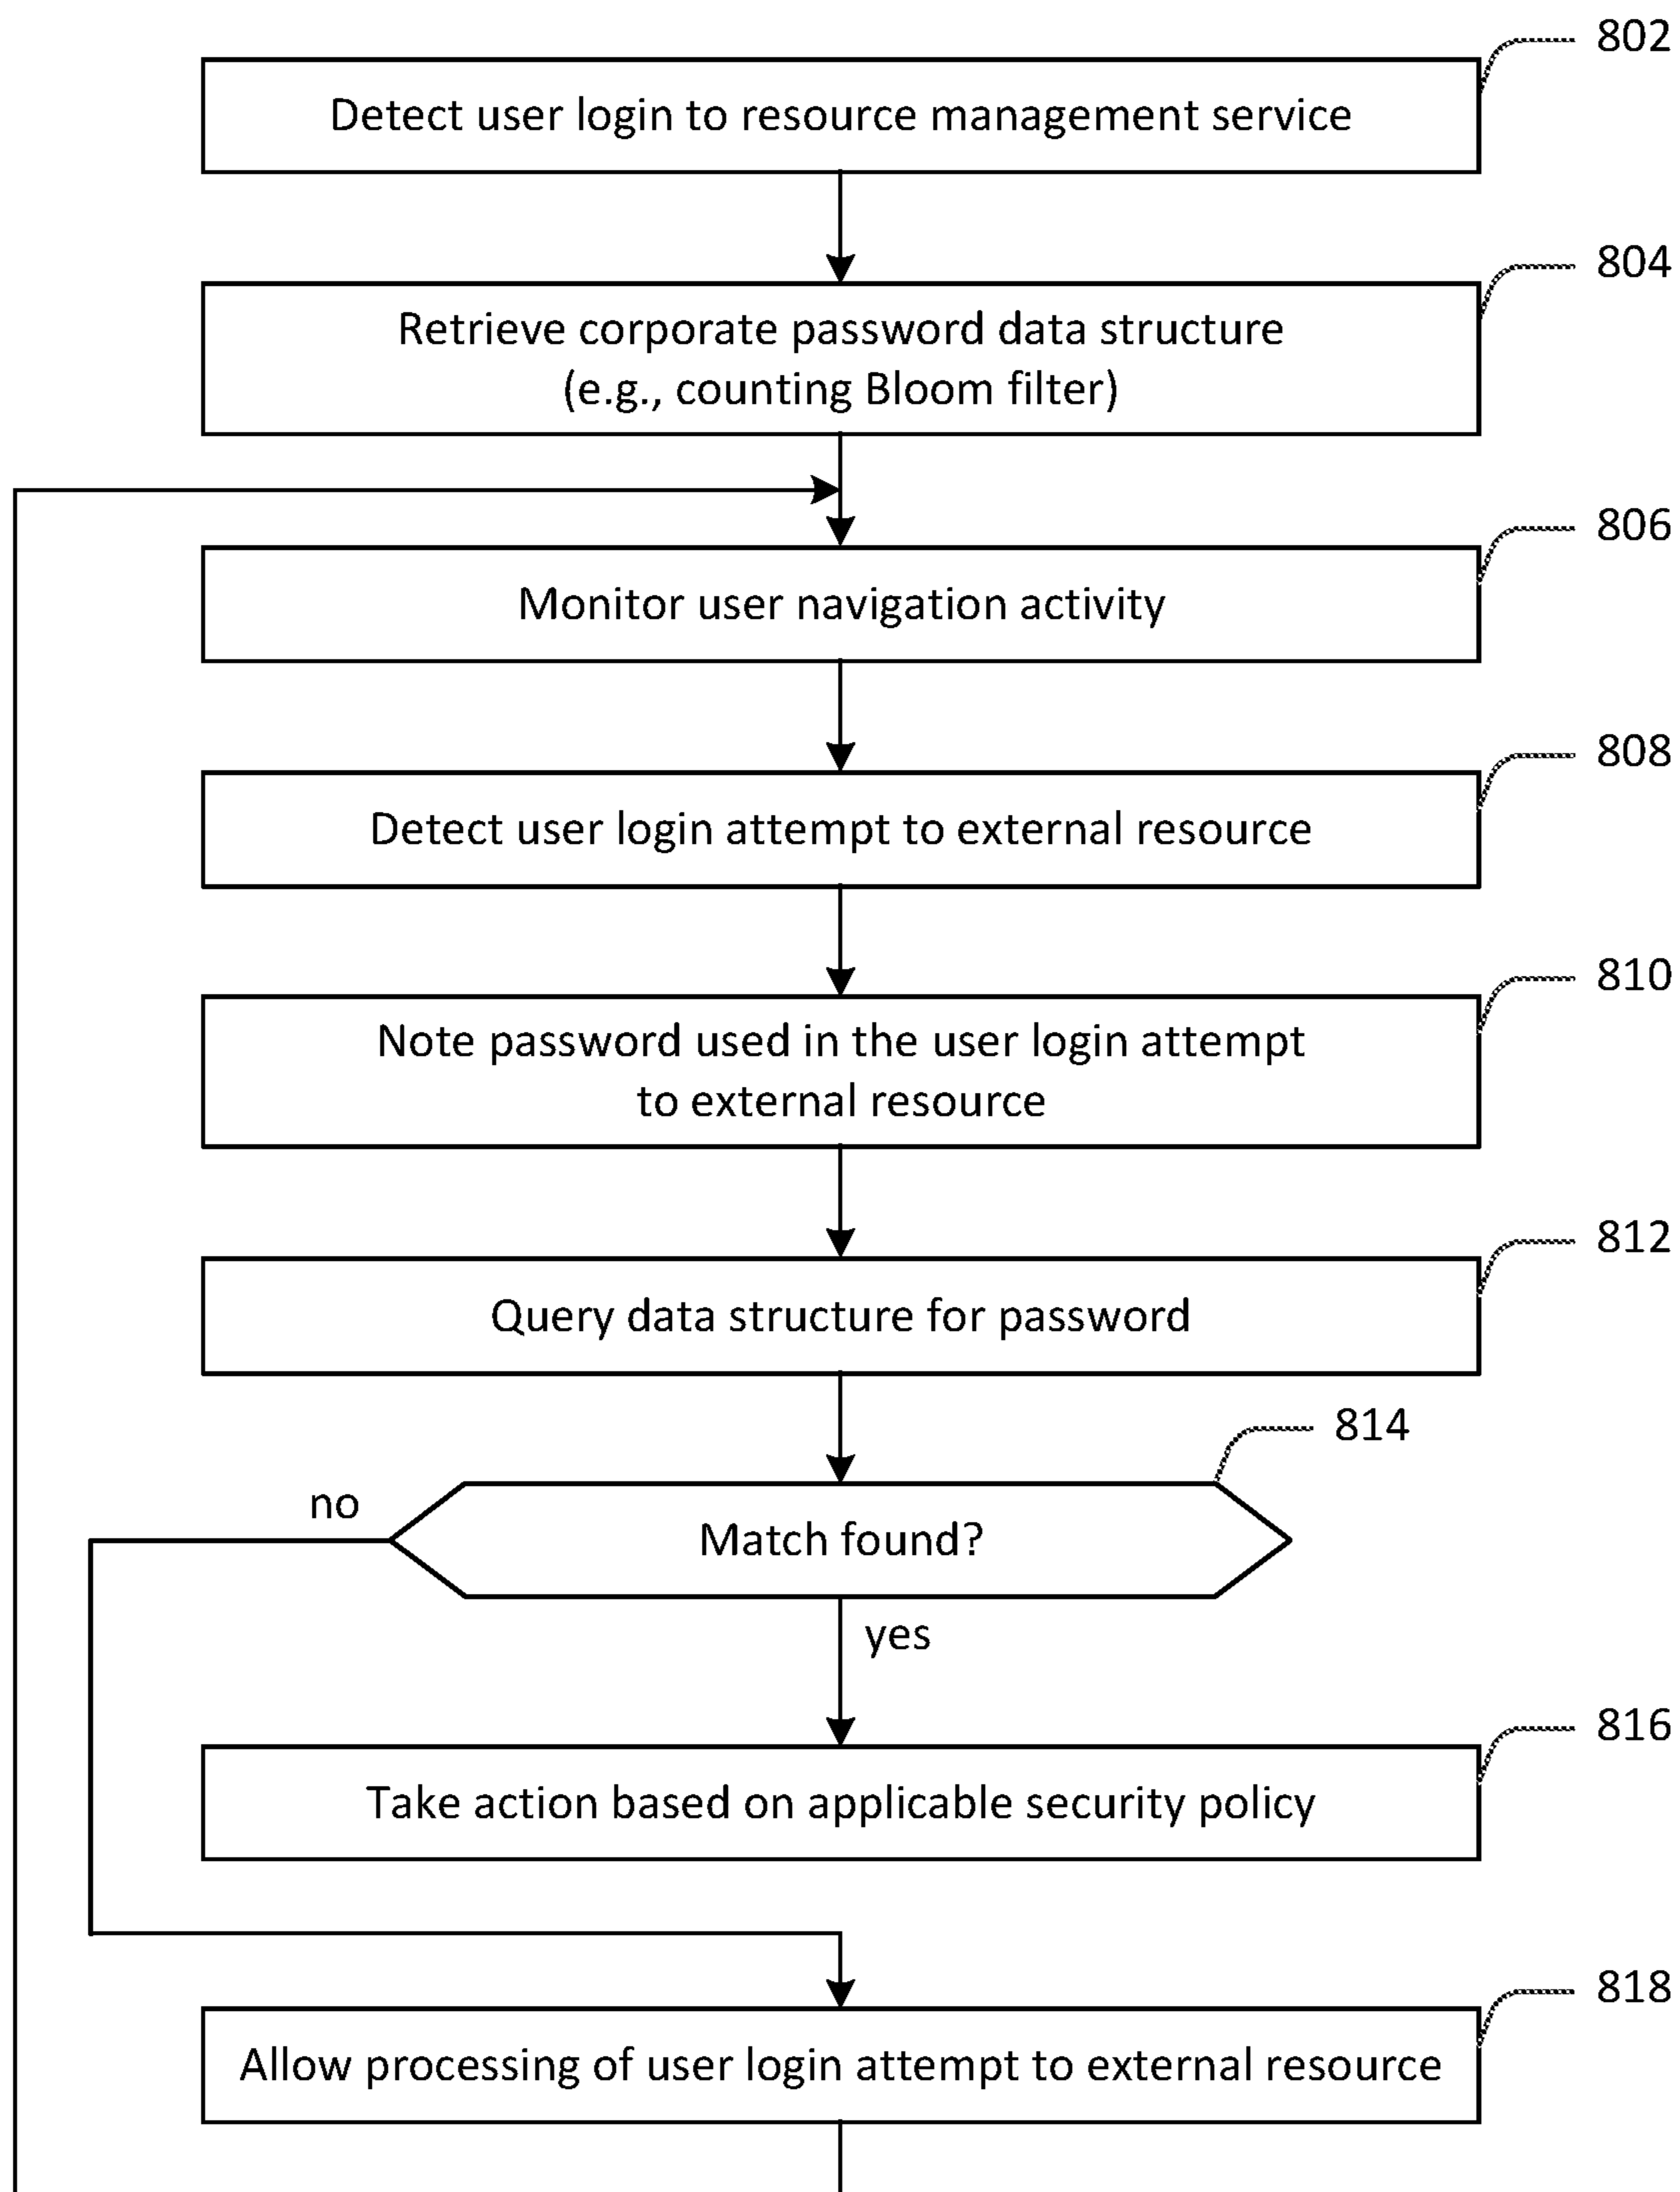 802
Detect user login to resource management service
804
Retrieve corporate password data structure
(e.g., counting Bloom filter)
806
Monitor user navigation activity
808
Detect user login attempt to external resource
810
Note password used in the user login attempt
to external resource
812
Query data structure for password
814
no
Match found?
yes
816
Take action based on applicable security policy
818
Allow processing of user login attempt to external resource